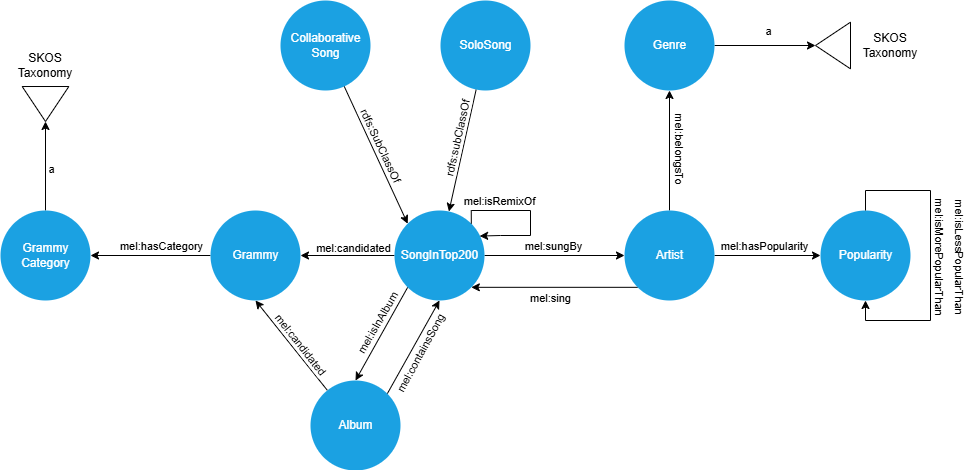 Collaborative
Song
SoloSong
Genre
a
SKOS
Taxonomy
SKOS
Taxonomy
a
rdfs:SubClassOf
rdfs:subClassOf
mel:belongsTo
mel:isRemixOf
Grammy
Category
mel:hasCategory
Grammy
mel:candidated
SongInTop200
mel:sungBy
Artist
mel:hasPopularity
Popularity
mel:isLessPopularThan
mel:isMorePopularThan
mel:sing
mel:candidated
mel:isInAlbum
mel:containsSong
Album